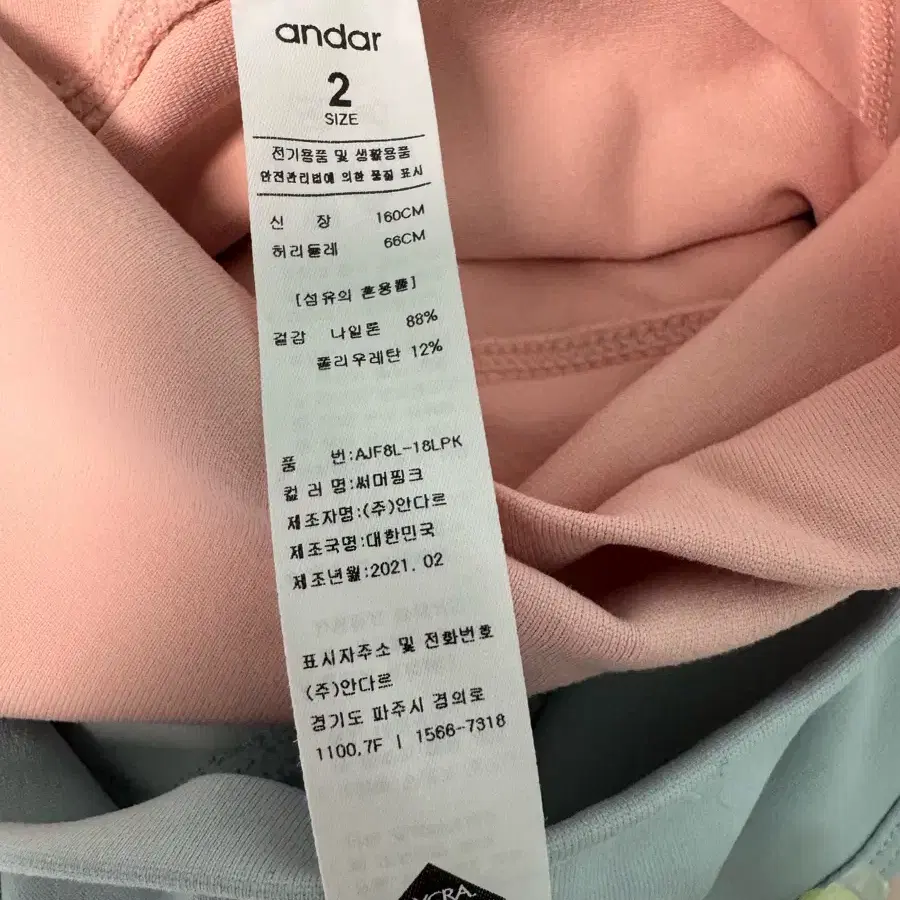 andar
2
SIZE
전기용품 및 생활용품
안전관리법에 의한 품질 표시
신 장 160CM
허리둘레 66CM
[섬유의 혼용률]
겉감 나일론 88%
폴리우레탄 12%
품 번:AJF8L-18LPK
컬 러 명:써머핑크
제조자명:(주)안다르
제조국명:대한민국
제조년월:2021. 02
표시자주소 및 전화번호
(주)안다르
경기도 파주시 경의로
1100,7F | 1566-7318